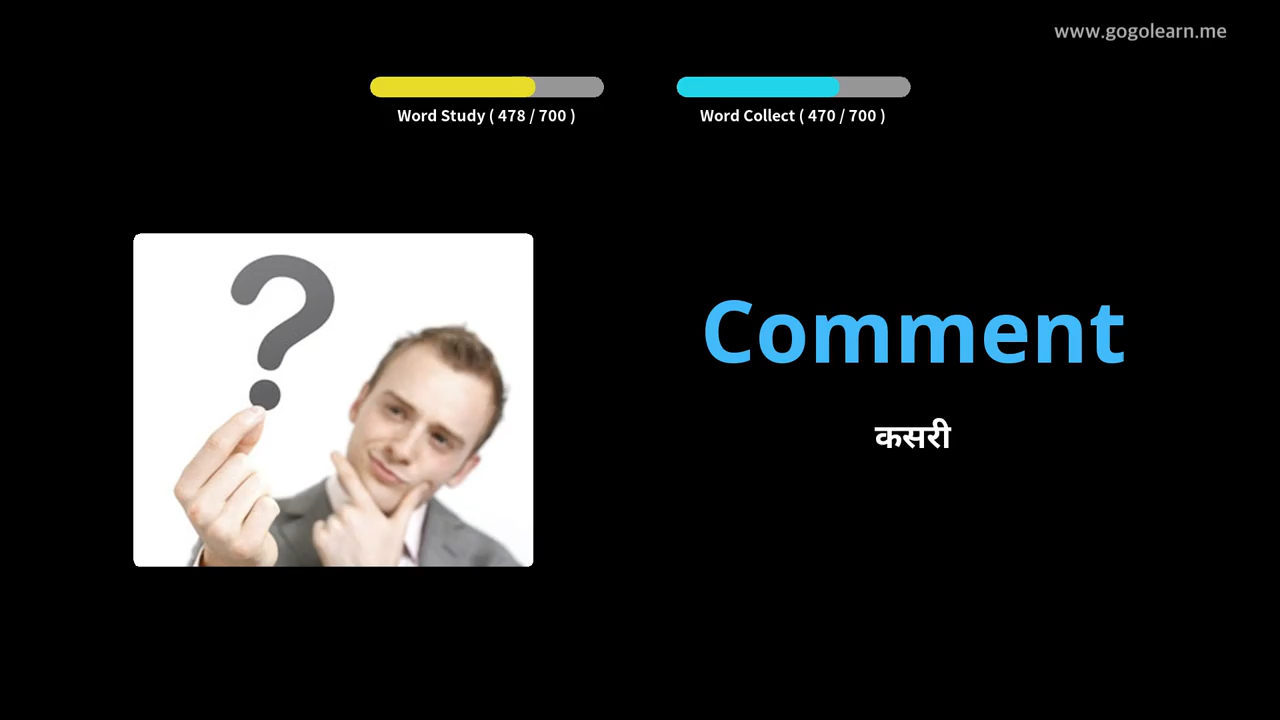 www.gogolearn.me
Word Study ( 478 / 700 )
Word Collect ( 470 / 700 )
Comment
कसरी